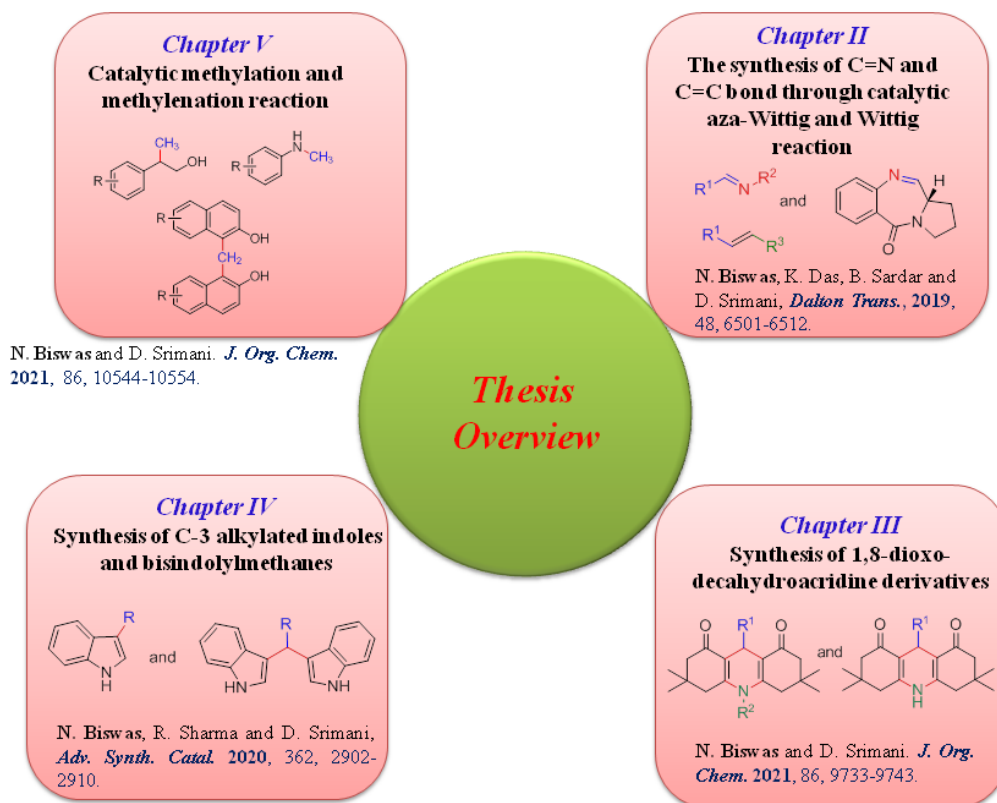 Chapter V
Catalytic methylation and
methylenation reaction
CH3
OH
R
H
N
CH3
R
R
OH
CH2
OH
R
N. Biswas and D. Srimani. J. Org. Chem.
2021, 86, 10544-10554.
Chapter II
The synthesis of C=N and
C=C bond through catalytic
aza-Wittig and Wittig
reaction
R1
N
R2
and
R1
R3
N
H
N
O
N. Biswas, K. Das, B. Sardar and
D. Srimani, Dalton Trans., 2019,
48, 6501-6512.
Thesis
Overview
Chapter IV
Synthesis of C-3 alkylated indoles
and bisindolylmethanes
R
N
H
and
R
NH
NH
N. Biswas, R. Sharma and D. Srimani,
Adv. Synth. Catal. 2020, 362, 2902-
2910.
Chapter III
Synthesis of 1,8-dioxo-
decahydroacridine derivatives
O R1 O
N
R2
and
O R1 O
N
H
N. Biswas and D. Srimani. J. Org.
Chem. 2021, 86, 9733-9743.